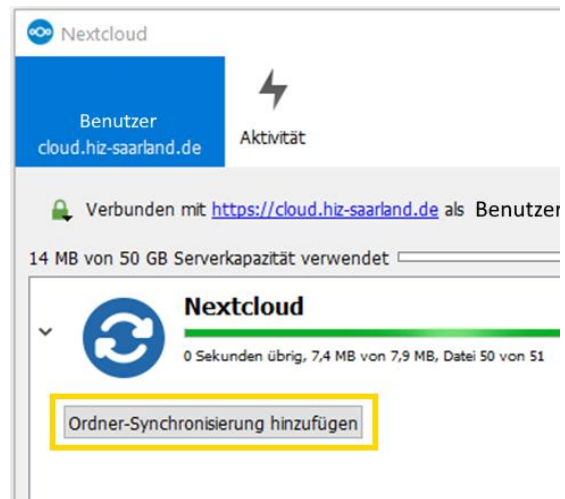 Nextcloud
Benutzer
cloud.hiz-saarland.de
Aktivität
Verbunden mit https://cloud.hiz-saarland.de als Benutzer
14 MB von 50 GB Serverkapazität verwendet
Nextcloud
0 Sekunden übrig, 7,4 MB von 7,9 MB, Datei 50 von 51
Ordner-Synchronisierung hinzufügen